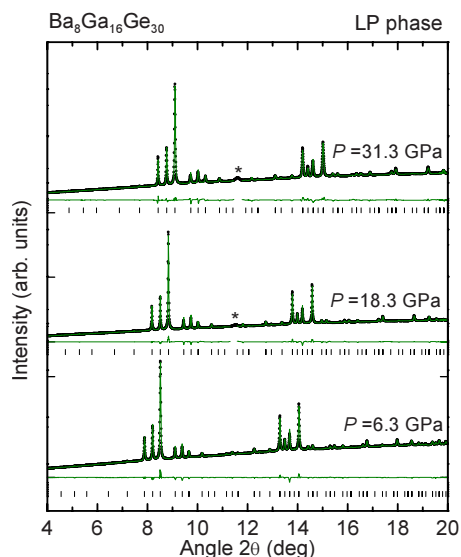 Ba8Ga16Ge30 LP phase
*
P =31.3 GPa
*
P =18.3 GPa
P =6.3 GPa
Intensity (arb. units)
4 6 8 10 12 14 16 18 20
Angle 2θ (deg)